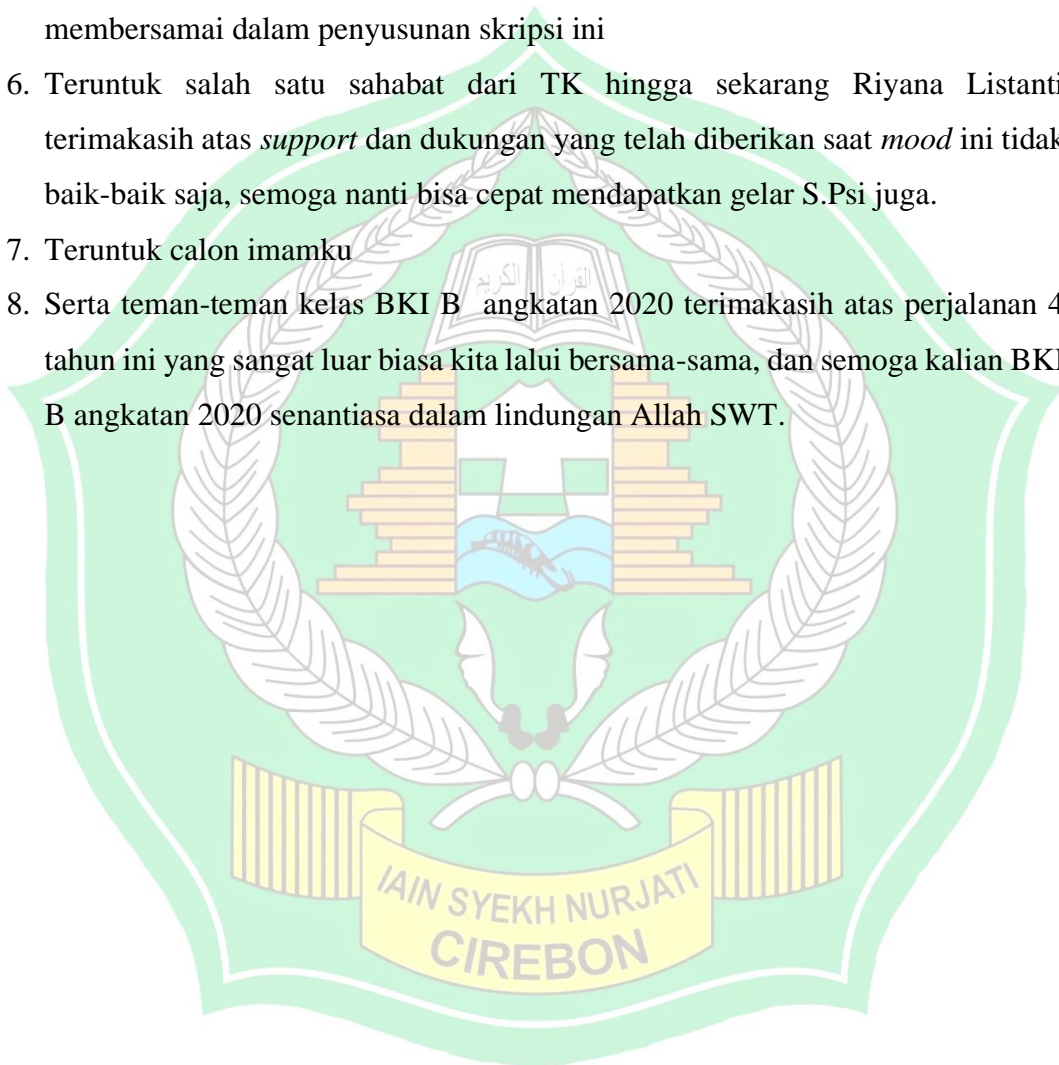 membersamai dalam penyusunan skripsi ini
6. Teruntuk salah satu sahabat dari TK hingga sekarang Riyana Listanti
terimakasih atas support dan dukungan yang telah diberikan saat mood ini tidak
baik-baik saja, semoga nanti bisa cepat mendapatkan gelar S.Psi juga.
7. Teruntuk calon imamku
القرآن الكريم
8. Serta teman-teman kelas BKI B angkatan 2020 terimakasih atas perjalanan 4
tahun ini yang sangat luar biasa kita lalui bersama-sama, dan semoga kalian BKI
B angkatan 2020 senantiasa dalam lindungan Allah SWT.
IAIN SYEKH NURJATI
CIREBON